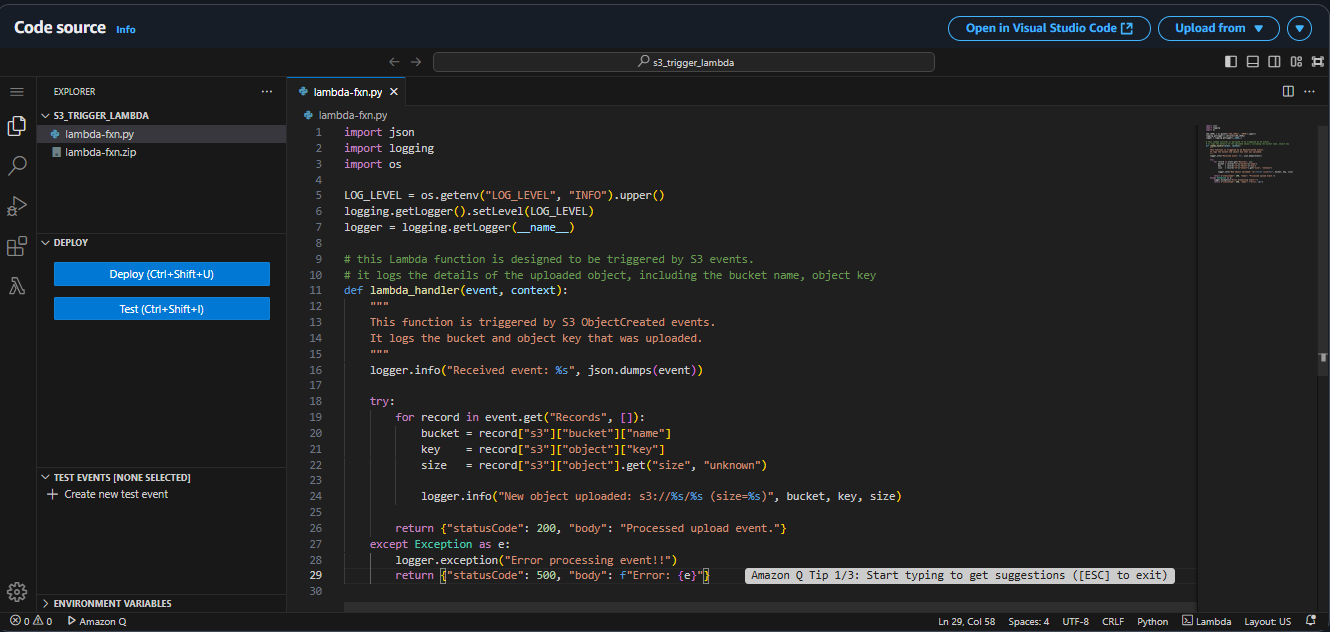 Code source Info
Open in Visual Studio Code
Upload from
s3_trigger_lambda
EXPLORER
S3_TRIGGER_LAMBDA
lambda-fxn.py
lambda-fxn.zip
DEPLOY
Deploy (Ctrl+Shift+U)
Test (Ctrl+Shift+I)
TEST EVENTS [NONE SELECTED]
Create new test event
ENVIRONMENT VARIABLES
lambda-fxn.py
lambda-fxn.py
1 import json
2 import logging
3 import os
4
5 LOG_LEVEL = os.getenv("LOG_LEVEL", "INFO").upper()
6 logging.getLogger().setLevel(LOG_LEVEL)
7 logger = logging.getLogger(__name__)
8
9 # this Lambda function is designed to be triggered by S3 events.
10 # it logs the details of the uploaded object, including the bucket name, object key
11 def lambda_handler(event, context):
12     """
13     This function is triggered by S3 ObjectCreated events.
14     It logs the bucket and object key that was uploaded.
15     """
16     logger.info("Received event: %s", json.dumps(event))
17
18     try:
19         for record in event.get("Records", []):
20             bucket = record["s3"]["bucket"]["name"]
21             key    = record["s3"]["object"]["key"]
22             size   = record["s3"]["object"].get("size", "unknown")
23
24             logger.info("New object uploaded: s3://%s/%s (size=%s)", bucket, key, size)
25
26         return {"statusCode": 200, "body": "Processed upload event."}
27     except Exception as e:
28         logger.exception("Error processing event!!")
29         return {"statusCode": 500, "body": f"Error: {e}"} Amazon Q Tip 1/3: Start typing to get suggestions ([ESC] to exit)
30
0 0 Amazon Q
Ln 29, Col 58 Spaces: 4 UTF-8 CRLF Python Lambda Layout: US